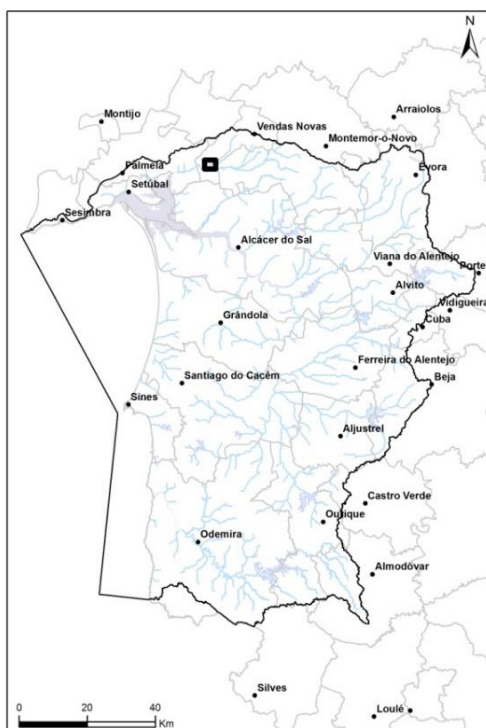 N
Arraiolos
Montijo
Vendas Novas
Montemor-o-Novo
Palmela
Évora
Setúbal
Sesimbra
Alcácer do Sal
Viana do Alentejo
Porte
Alvito
Vidigueira
Grândola
Cuba
Ferreira do Alentejo
Santiago do Cacém
Beja
Sines
Aljustrel
Castro Verde
Ourique
Odemira
Almodôvar
Silves
Loulé
0 20 40
Km